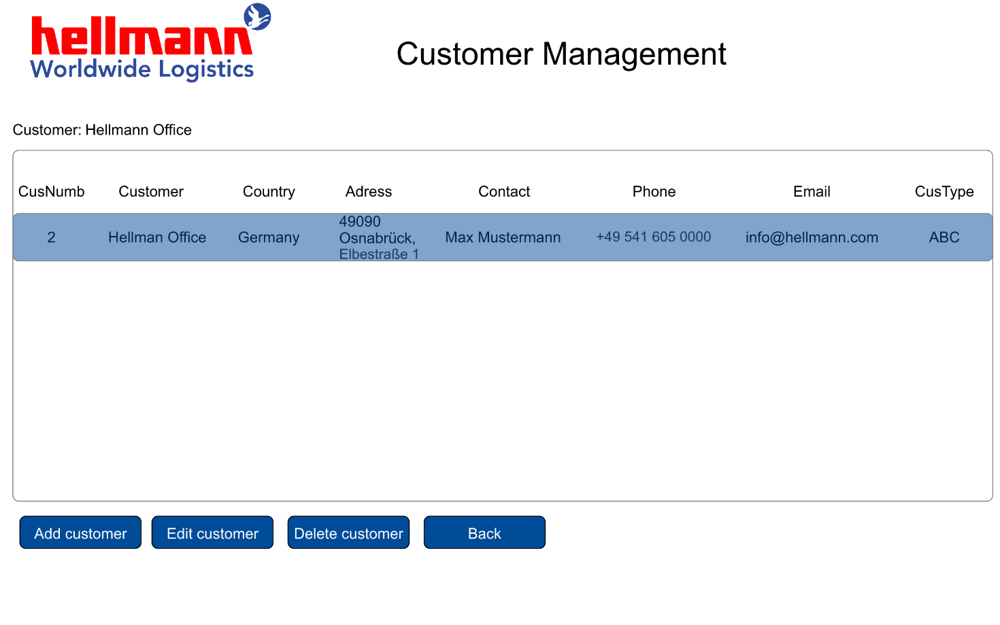 hellmann
Worldwide Logistics
Customer Management
Customer: Hellmann Office
CusNumb Customer Country Adress Contact Phone Email CusType
2 Hellman Office Germany 49090 Max Mustermann +49 541 605 0000 info@hellmann.com ABC
Osnabrück,
Elbestraße 1
Add customer Edit customer Delete customer Back